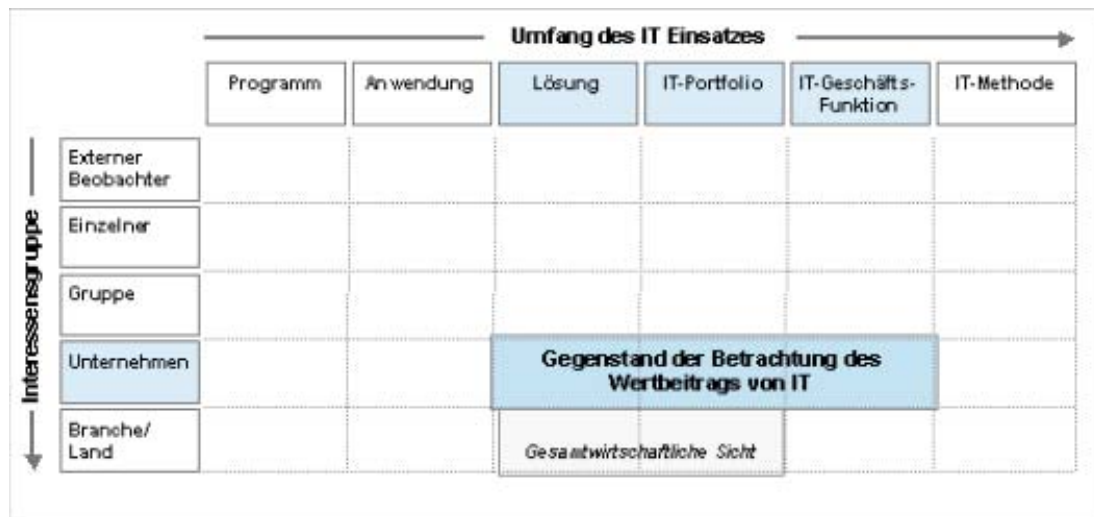 Umfang des IT Einsatzes
Programm
Anwendung
Lösung
IT-Portfolio
IT-Geschäfts-
Funktion
IT-Methode
Interessensgruppe
Externer
Beobachter
Einzelner
Gruppe
Unternehmen
Gegenstand der Betrachtung des
Wertbeitrags von IT
Branche/
Land
Gesamtwirtschaftliche Sicht